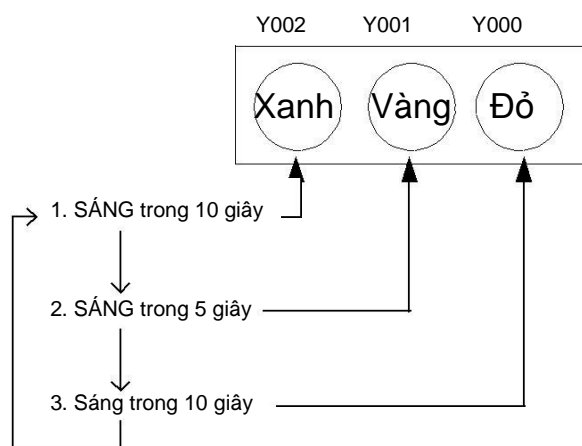 Y002 Y001 Y000
Xanh Vàng Đỏ
1. SÁNG trong 10 giây
2. SÁNG trong 5 giây
3. Sáng trong 10 giây